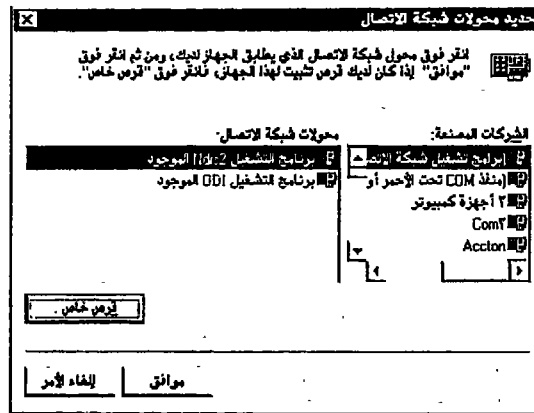 تحديد محولات شبكة الاتصال
انقر فوق محول شبكة الاتصال الذي يطابق الجهاز لديك، ومن ثم انقر فوق
"موافق" إذا كان لديك قرص تثبيت لهذا الجهاز، فانقر فوق "قرص خاص".
الشركات المصنعة:
(برامج تشغيل شبكة الاتصـ
(منفذ COM تحت الأحمر أو
٣ أجهزة كمبيوتر
Com٣
Accton
محولات شبكة الاتصال:
برنامج التشغيل Ndis2 الموجود
برنامج التشغيل ODI الموجود
قرص خاص.
موافق
إلغاء الأمر